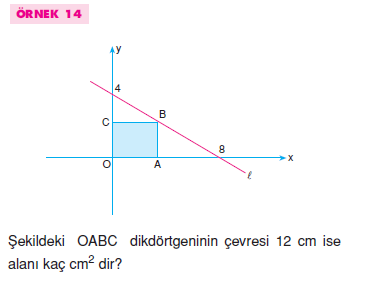 ÖRNEK 14
y
4
C
B
8
O
A
x
ℓ
Şekildeki OABC dikdörtgeninin çevresi 12 cm ise
alanı kaç cm² dir?